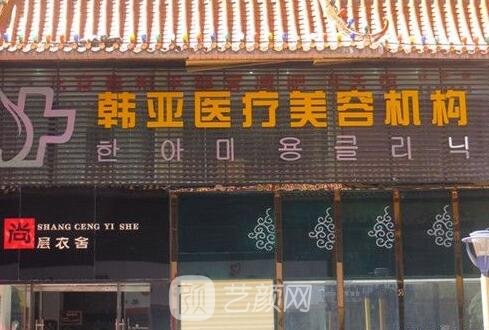 韩亚医疗美容机构
한아미용클리닉
尚
SHANG CENG YI SHE
层衣舍
颜 艺颜网